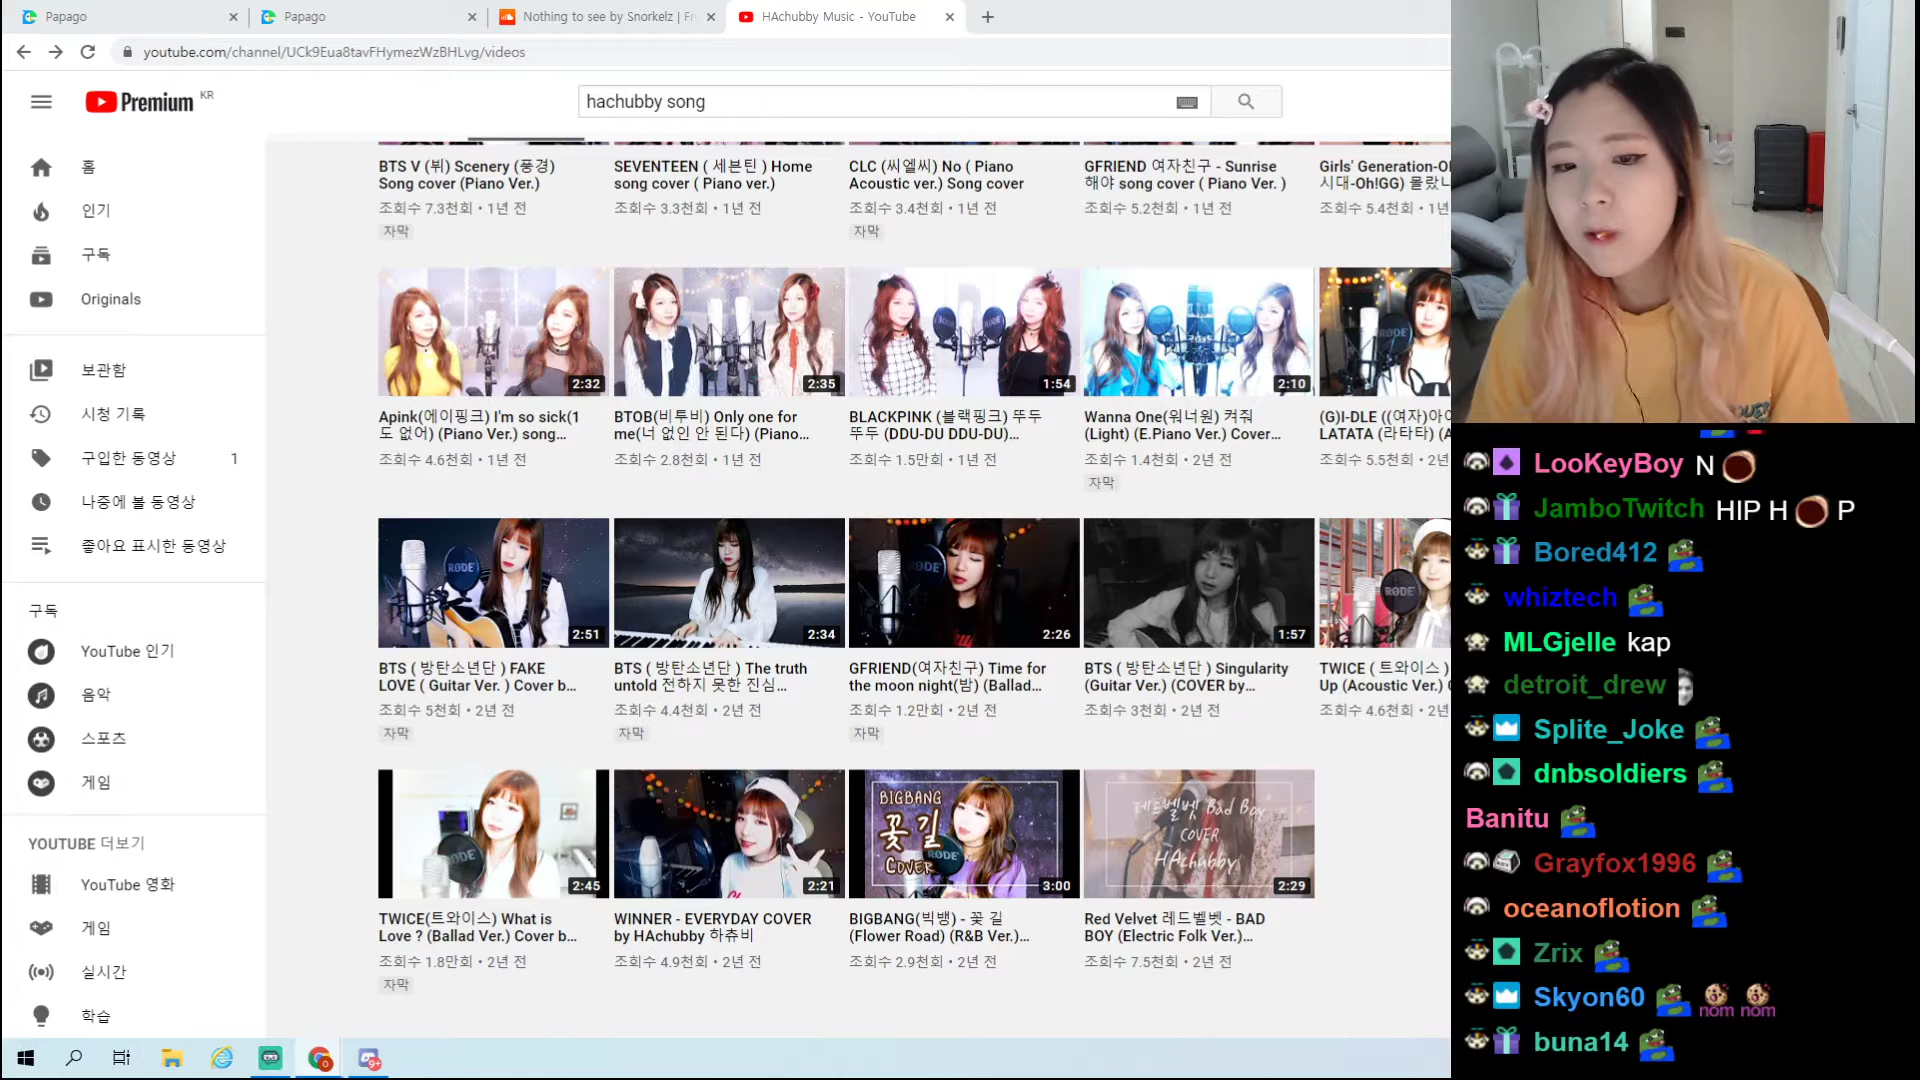 Papago
Papago
Nothing to see by Snorkelz | Fr
HAchubby Music - YouTube
youtube.com/channel/UCk9Eua8tavFHymezWzBHLvg/videos
Premium KR
hachubby song
홈
인기
구독
Originals
보관함
시청 기록
구입한 동영상 1
나중에 볼 동영상
좋아요 표시한 동영상
구독
YouTube 인기
음악
스포츠
게임
YOUTUBE 더보기
YouTube 영화
게임
실시간
학습
BTS V (뷔) Scenery (풍경)
Song cover (Piano Ver.)
조회수 7.3천회 • 1년 전
자막
SEVENTEEN ( 세븐틴 ) Home
song cover ( Piano ver.)
조회수 3.3천회 • 1년 전
CLC (씨엘씨) No ( Piano
Acoustic ver.) Song cover
조회수 3.4천회 • 1년 전
자막
GFRIEND 여자친구 - Sunrise
해야 song cover ( Piano Ver. )
조회수 5.2천회 • 1년 전
Girls' Generation-Ol
시대-Oh!GG) 몰랐니
조회수 5.4천회 • 1년
2:32
Apink(에이핑크) I'm so sick(1
도 없어) (Piano Ver.) song...
조회수 4.6천회 • 1년 전
2:35
BTOB(비투비) Only one for
me(너 없인 안 된다) (Piano...
조회수 2.8천회 • 1년 전
1:54
BLACKPINK (블랙핑크) 뚜두
뚜두 (DDU-DU DDU-DU)...
조회수 1.5만회 • 1년 전
2:10
Wanna One(워너원) 켜줘
(Light) (E.Piano Ver.) Cover...
조회수 1.4천회 • 2년 전
자막
RØDE
(G)I-DLE ((여자)아이
LATATA (라타타) (A
조회수 5.5천회 • 2년
RØDE
2:51
BTS ( 방탄소년단 ) FAKE
LOVE ( Guitar Ver. ) Cover b...
조회수 5천회 • 2년 전
자막
2:34
BTS ( 방탄소년단 ) The truth
untold 전하지 못한 진심...
조회수 4.4천회 • 2년 전
자막
RØDE
2:26
GFRIEND(여자친구) Time for
the moon night(밤) (Ballad...
조회수 1.2만회 • 2년 전
자막
1:57
BTS ( 방탄소년단 ) Singularity
(Guitar Ver.) (COVER by...
조회수 3천회 • 2년 전
RØDE
TWICE ( 트와이스 )
Up (Acoustic Ver.) C
조회수 4.6천회 • 2년
2:45
TWICE(트와이스) What is
Love ? (Ballad Ver.) Cover b...
조회수 1.8만회 • 2년 전
자막
2:21
WINNER - EVERYDAY COVER
by HAchubby 하츄비
조회수 4.9천회 • 2년 전
BIGBANG
꽃 길
COVER
RØDE
3:00
BIGBANG(빅뱅) - 꽃 길
(Flower Road) (R&B Ver.)...
조회수 2.9천회 • 2년 전
레드벨벳 Bad Boy
COVER
HAchubby
2:29
Red Velvet 레드벨벳 - BAD
BOY (Electric Folk Ver.)...
조회수 7.5천회 • 2년 전
9+
LooKeyBoy N
JamboTwitch HIP H P
Bored412
whiztech
MLGjelle kap
detroit_drew
Splite_Joke
dnbsoldiers
Banitu
Grayfox1996
oceanoflotion
Zrix
Skyon60 nom nom
buna14